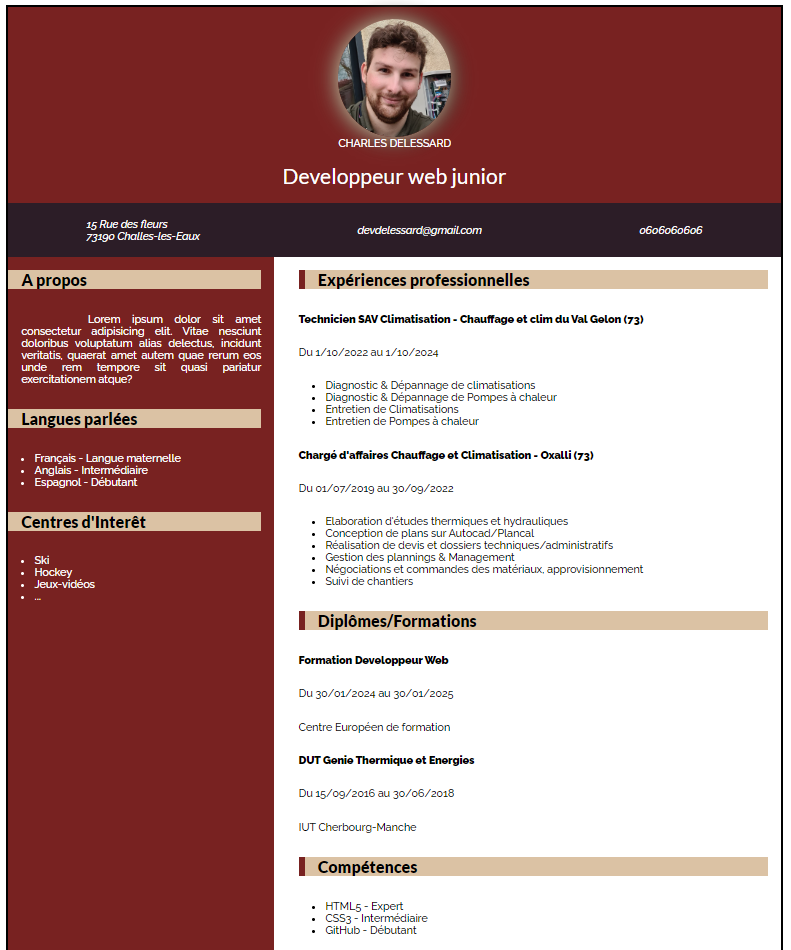 CHARLES DELESSARD
Developpeur web junior
15 Rue des fleurs
73190 Challes-les-Eaux
devdelessard@gmail.com
0606060606
A propos
Lorem ipsum dolor sit amet
consectetur adipisicing elit. Vitae nesciunt
doloribus voluptatum alias delectus, incidunt
veritatis, quaerat amet autem quae rerum eos
unde rem tempore sit quasi pariatur
exercitationem atque?
Langues parlées
Français - Langue maternelle
Anglais - Intermédiaire
Espagnol - Débutant
Centres d'Interêt
Ski
Hockey
Jeux-vidéos
...
Expériences professionnelles
Technicien SAV Climatisation - Chauffage et clim du Val Gelon (73)
Du 1/10/2022 au 1/10/2024
Diagnostic & Dépannage de climatisations
Diagnostic & Dépannage de Pompes à chaleur
Entretien de Climatisations
Entretien de Pompes à chaleur
Chargé d'affaires Chauffage et Climatisation - Oxalli (73)
Du 01/07/2019 au 30/09/2022
Elaboration d'études thermiques et hydrauliques
Conception de plans sur Autocad/Plancal
Réalisation de devis et dossiers techniques/administratifs
Gestion des plannings & Management
Négociations et commandes des matériaux, approvisionnement
Suivi de chantiers
Diplômes/Formations
Formation Developpeur Web
Du 30/01/2024 au 30/01/2025
Centre Européen de formation
DUT Genie Thermique et Energies
Du 15/09/2016 au 30/06/2018
IUT Cherbourg-Manche
Compétences
HTML5 - Expert
CSS3 - Intermédiaire
GitHub - Débutant